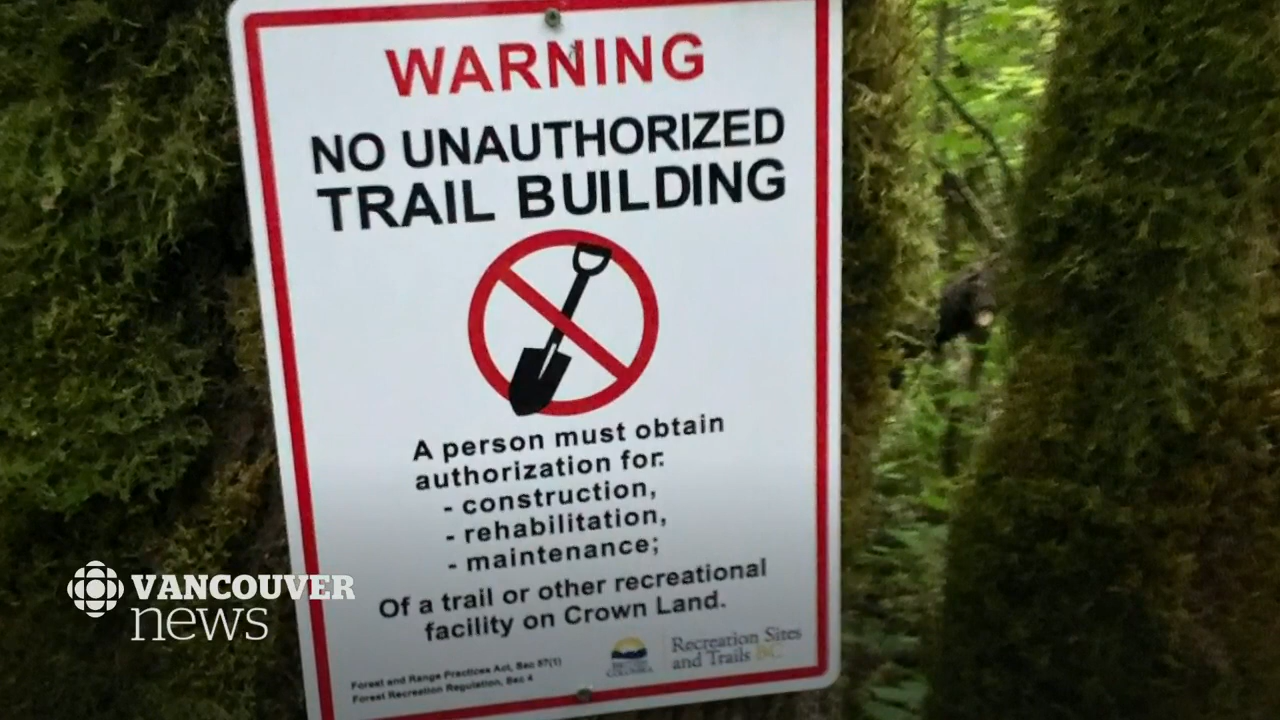 WARNING
NO UNAUTHORIZED
TRAIL BUILDING
A person must obtain
authorization for:
- construction,
- rehabilitation,
- maintenance;
Of a trail or other recreational
facility on Crown Land.
BRITISH
COLUMBIA
Recreation Sites
and Trails BC
Forest and Range Practices Act, Sec 57(1)
Forest Recreation Regulation, Sec 4
VANCOUVER
news